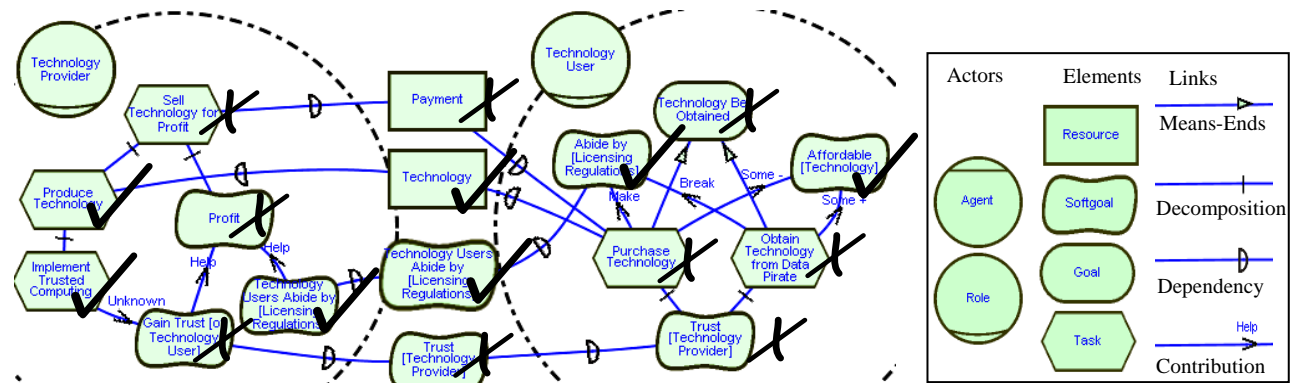 Technology
Provider
Sell
Technology for
Profit
Produce
Technology
Profit
Implement
Trusted
Computing
Unknown
Help
Help
Technology
Users Abide by
[Licensing
Regulations
Gain Trust [o
Technology
User]
Payment
Technology
Technology Users
Abide by
[Licensing
Regulations
Trust
[Technology
Provider]
Technology
User
Technology Be
Obtained
Abide by
[Licensing
Regulations]
Affordable
[Technology]
Make
Break
Some -
Some +
Purchase
Technology
Obtain
Technology
from Data
Pirate
Trust
[Technology
Provider]
Actors
Elements
Links
Agent
Role
Resource
Softgoal
Goal
Task
Means-Ends
Decomposition
Dependency
Help
Contribution